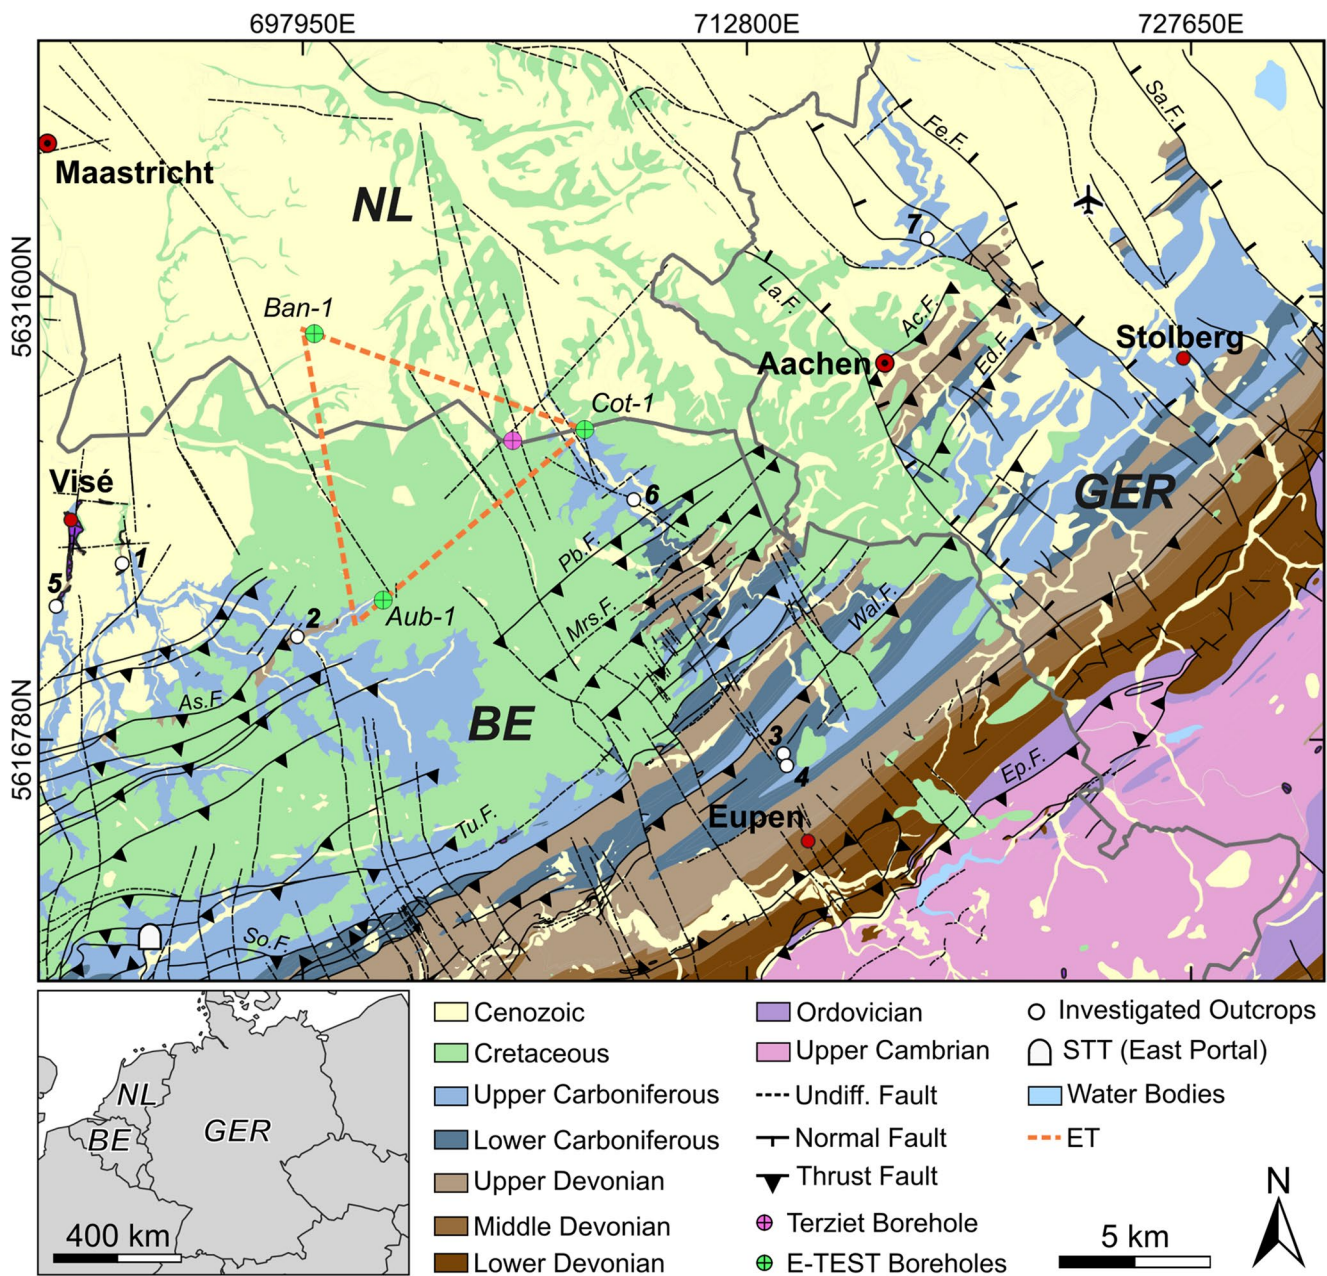 697950E 712800E 727650E
5631600N
5616780N
Maastricht
NL
Sa.F.
Fe.F.
7
Ban-1
La.F.
Ac.F.
Ed.F.
Stolberg
Aachen
Cot-1
Visé
6
GER
1
5
Pb.F.
Mrs.F.
Wal.F.
2
Aub-1
As.F.
BE
3
4
Ep.F.
Eupen
Tu.F.
So.F.
NL
BE
GER
400 km
Cenozoic
Cretaceous
Upper Carboniferous
Lower Carboniferous
Upper Devonian
Middle Devonian
Lower Devonian
Ordovician
Upper Cambrian
Undiff. Fault
Normal Fault
Thrust Fault
Terziet Borehole
E-TEST Boreholes
Investigated Outcrops
STT (East Portal)
Water Bodies
ET
5 km
N